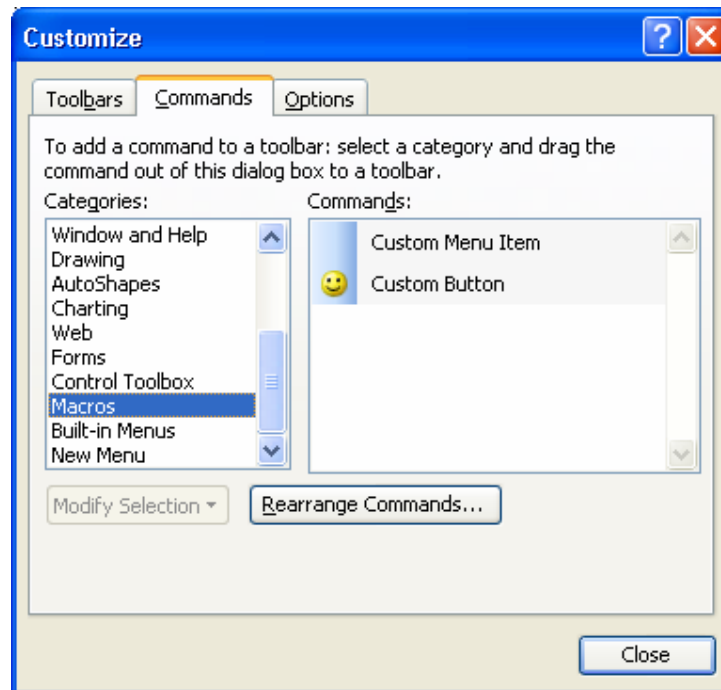 Customize
Toolbars Commands Options
To add a command to a toolbar: select a category and drag the
command out of this dialog box to a toolbar.
Categories:
Commands:
Window and Help
Drawing
AutoShapes
Charting
Web
Forms
Control Toolbox
Macros
Built-in Menus
New Menu
Custom Menu Item
Custom Button
Modify Selection
Rearrange Commands...
Close